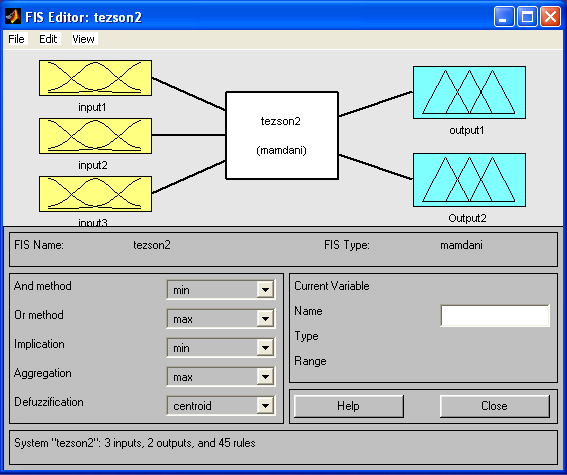 FIS Editor: tezson2
File Edit View
input1
input2
input3
tezson2
(mamdani)
output1
Output2
FIS Name: tezson2 FIS Type: mamdani
And method min
Or method max
Implication min
Aggregation max
Defuzzification centroid
Current Variable
Name
Type
Range
Help Close
System "tezson2": 3 inputs, 2 outputs, and 45 rules